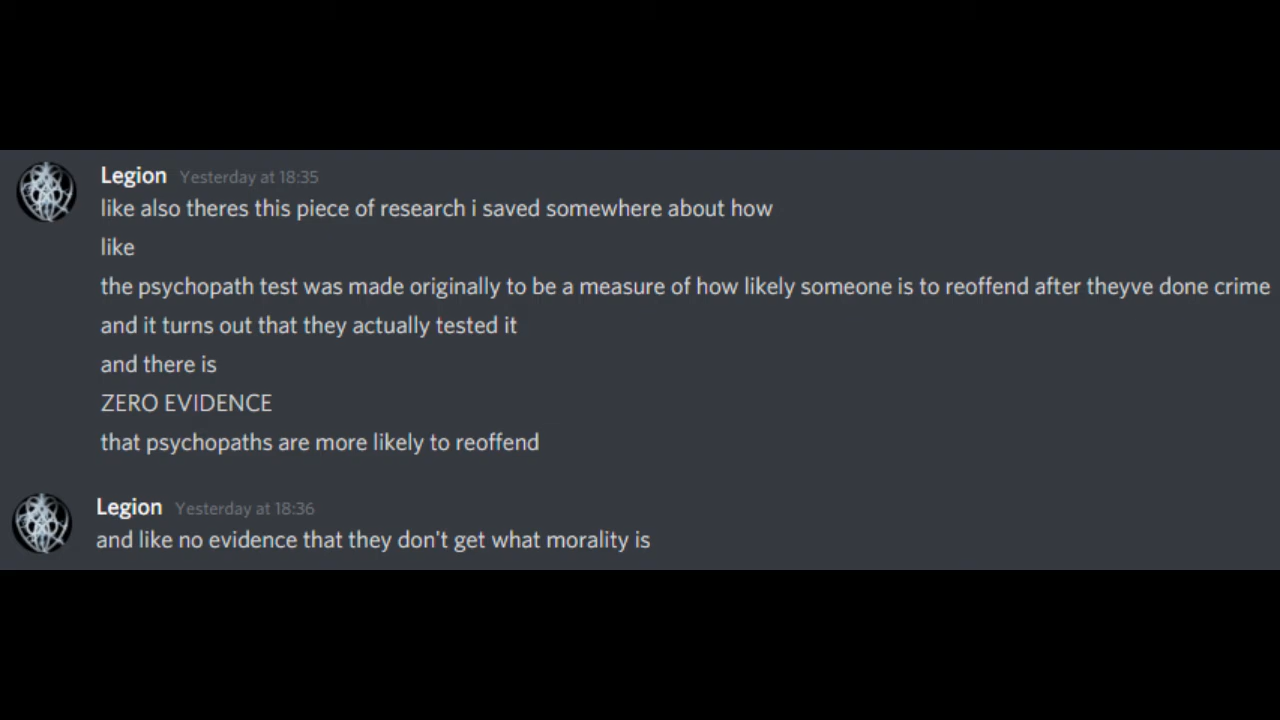 Legion Yesterday at 18:35
like also theres this piece of research i saved somewhere about how
like
the psychopath test was made originally to be a measure of how likely someone is to reoffend after theyve done crime
and it turns out that they actually tested it
and there is
ZERO EVIDENCE
that psychopaths are more likely to reoffend
Legion Yesterday at 18:36
and like no evidence that they don't get what morality is